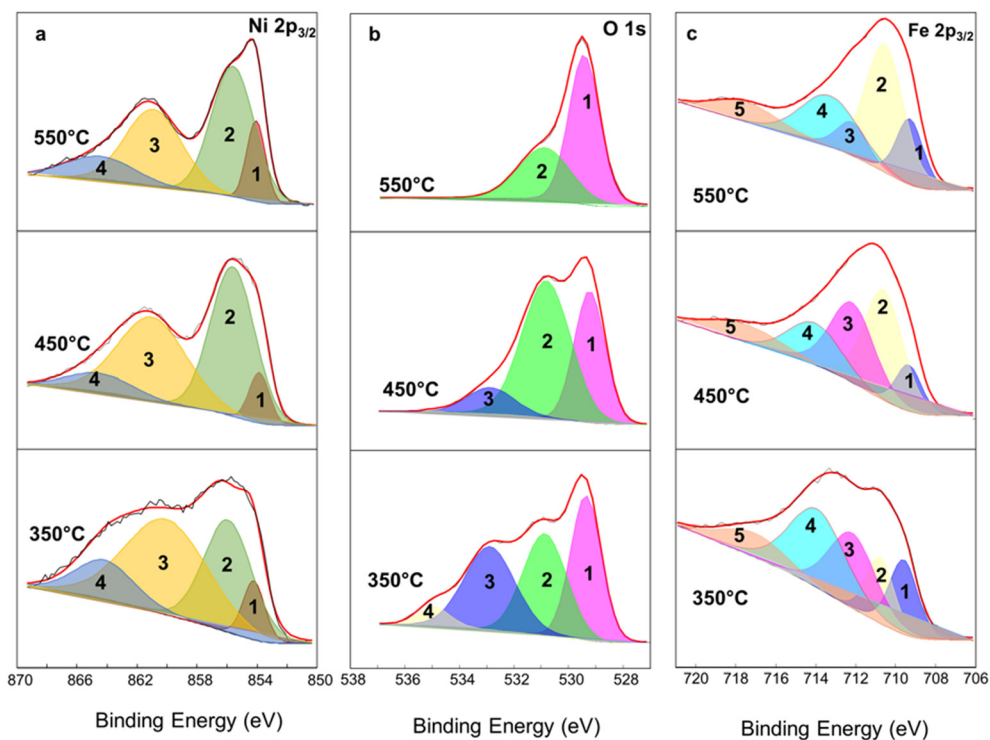 a
Ni 2p3/2
550°C
4
3
2
1
450°C
4
3
2
1
350°C
4
3
2
1
870 866 862 858 854 850
Binding Energy (eV)
b
O 1s
550°C
2
1
450°C
3
2
1
350°C
4
3
2
1
538 536 534 532 530 528
Binding Energy (eV)
c
Fe 2p3/2
5
4
3
2
1
550°C
5
4
3
2
1
450°C
5
4
3
2
1
350°C
720 718 716 714 712 710 708 706
Binding Energy (eV)